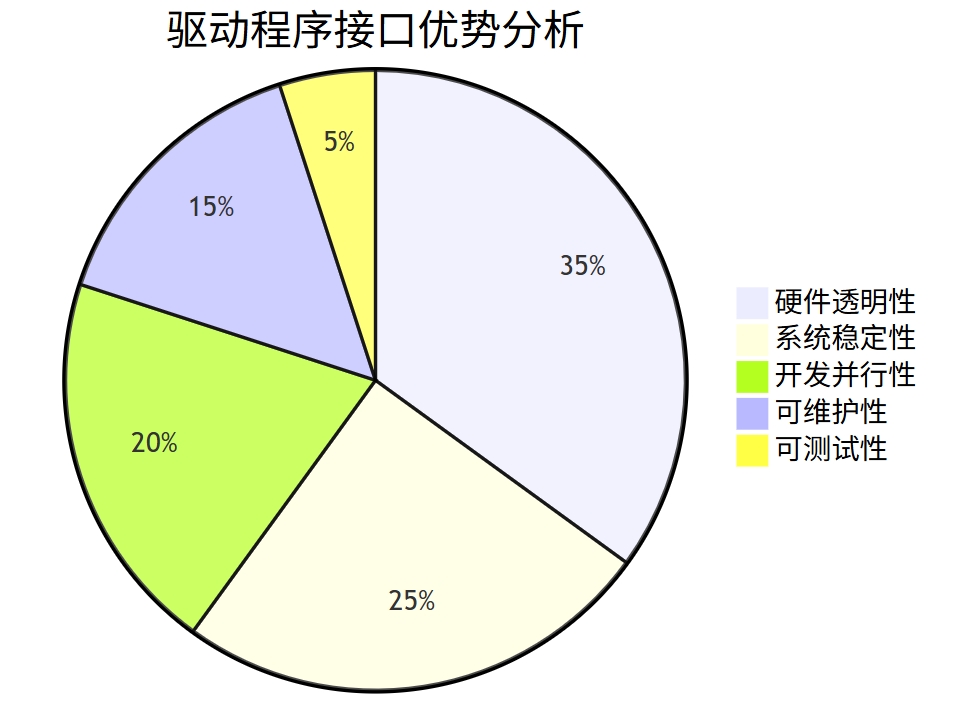 驱动程序接口优势分析
5%
15%
35%
20%
25%
硬件透明性
系统稳定性
开发并行性
可维护性
可测试性